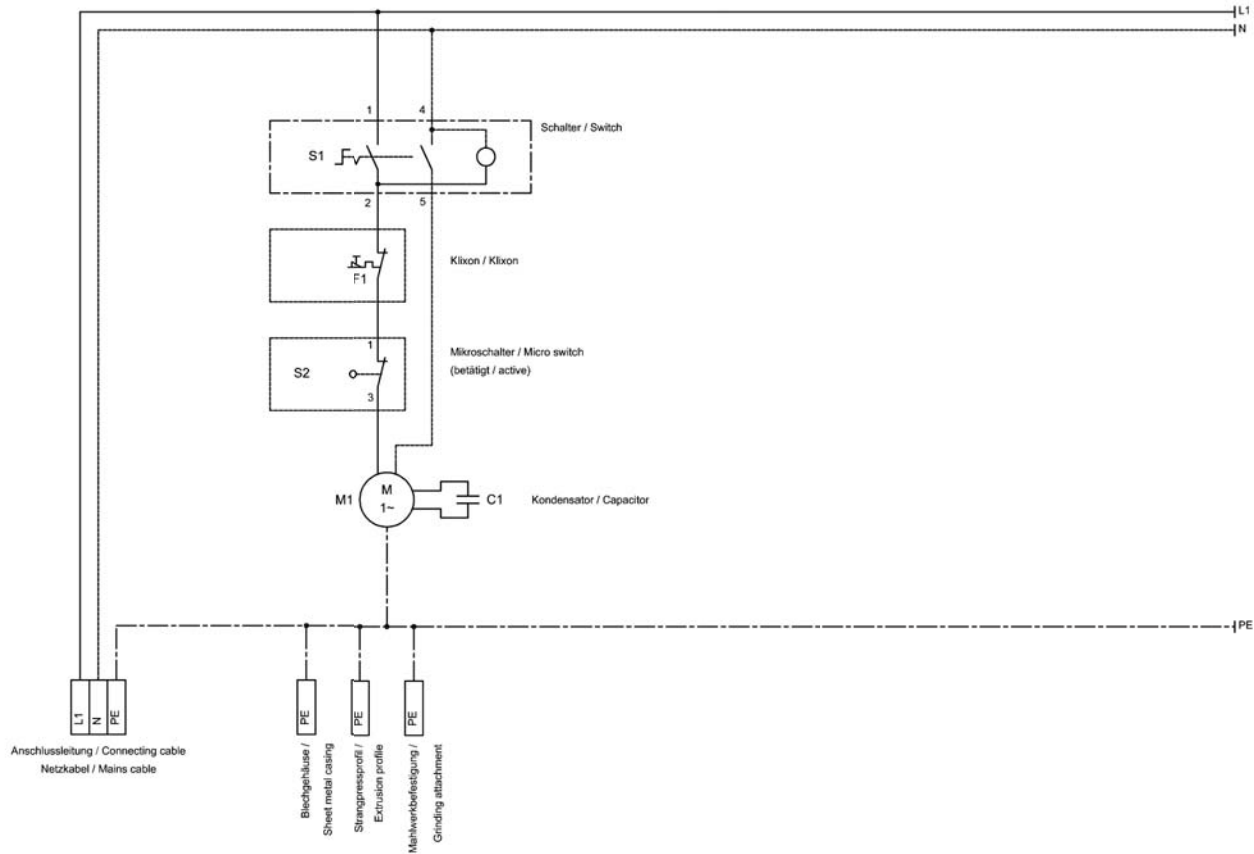 L1
N
1
4
Schalter / Switch
S1
2
5
Klixon / Klixon
F1
1
Mikroschalter / Micro switch
(betätigt / active)
S2
3
M1
M
1~
C1
Kondensator / Capacitor
PE
L1
N
PE
PE
PE
PE
Anschlussleitung / Connecting cable
Netzkabel / Mains cable
Blechgehäuse /
Sheet metal casing
Strangpressprofil /
Extrusion profile
Mahlwerkbefestigung /
Grinding attachment